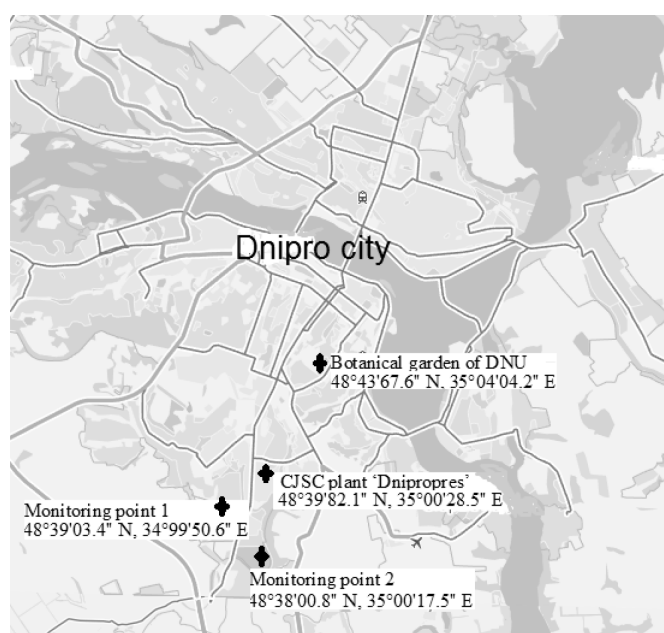 Dnipro city
Botanical garden of DNU
48°43'67.6" N, 35°04'04.2" E
CJSC plant ‘Dnipropres’
48°39'82.1" N, 35°00'28.5" E
Monitoring point 1
48°39'03.4" N, 34°99'50.6" E
Monitoring point 2
48°38'00.8" N, 35°00'17.5" E